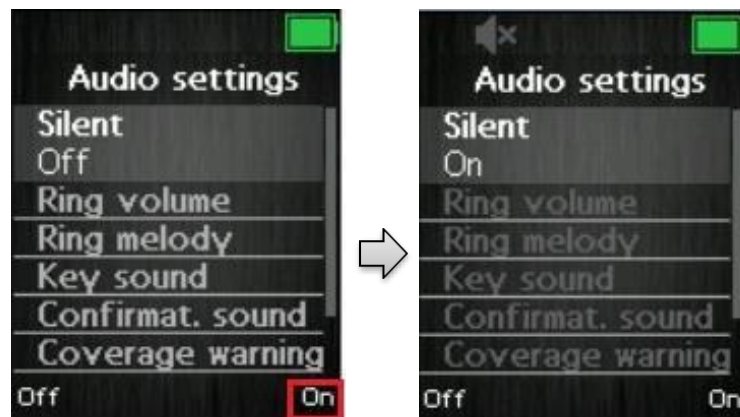 Audio settings
Silent
Off
Ring volume
Ring melody
Key sound
Confirmat. sound
Coverage warning
Off On
Audio settings
Silent
On
Ring volume
Ring melody
Key sound
Confirmat. sound
Coverage warning
Off On